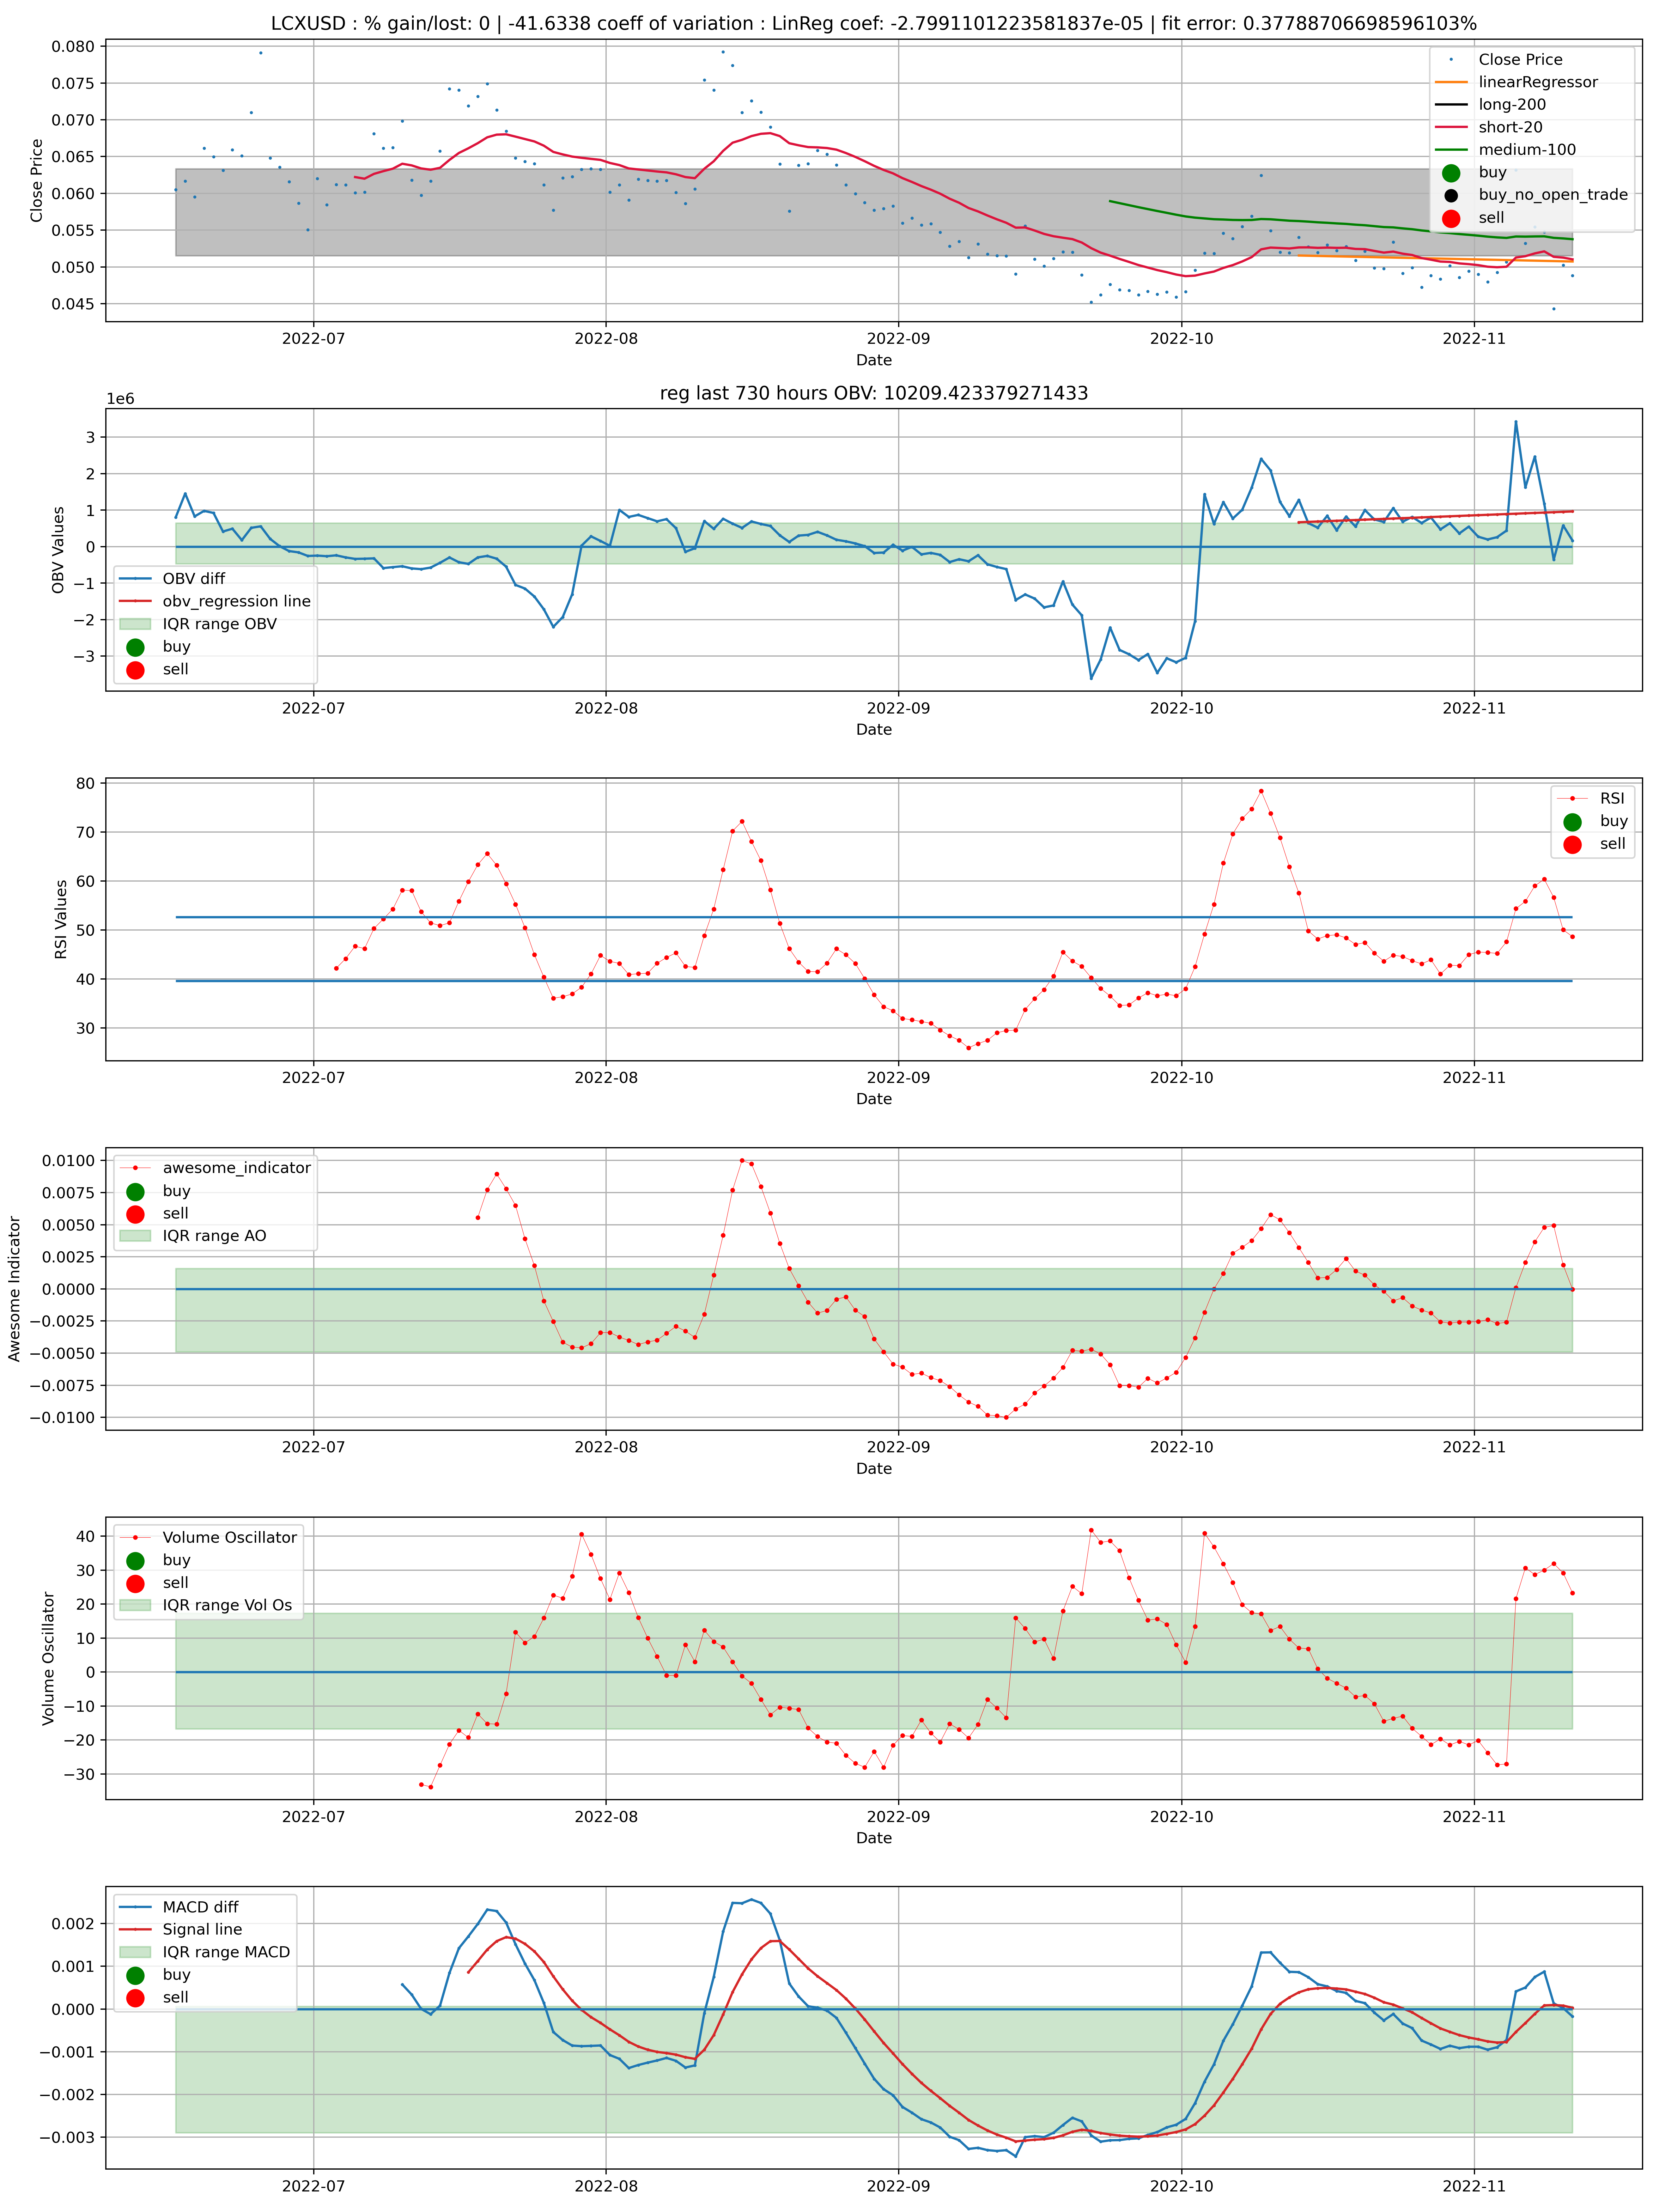 LCXUSD : % gain/lost: 0 | -41.6338 coeff of variation : LinReg coef: -2.7991101223581837e-05 | fit error: 0.37788706698596103%
0.080
0.075
0.070
0.065
0.060
0.055
0.050
0.045
Close Price
Close Price
linearRegressor
long-200
short-20
medium-100
buy
buy_no_open_trade
sell
2022-07 2022-08 2022-09 2022-10 2022-11
Date
reg last 730 hours OBV: 10209.423379271433
1e6
3
2
1
0
−1
−2
−3
OBV Values
OBV diff
obv_regression line
IQR range OBV
buy
sell
2022-07 2022-08 2022-09 2022-10 2022-11
Date
80
70
60
50
40
30
RSI Values
RSI
buy
sell
2022-07 2022-08 2022-09 2022-10 2022-11
Date
0.0100
0.0075
0.0050
0.0025
0.0000
−0.0025
−0.0050
−0.0075
−0.0100
Awesome Indicator
awesome_indicator
buy
sell
IQR range AO
2022-07 2022-08 2022-09 2022-10 2022-11
Date
40
30
20
10
0
−10
−20
−30
Volume Oscillator
Volume Oscillator
buy
sell
IQR range Vol Os
2022-07 2022-08 2022-09 2022-10 2022-11
Date
0.002
0.001
0.000
−0.001
−0.002
−0.003
MACD diff
Signal line
IQR range MACD
buy
sell
2022-07 2022-08 2022-09 2022-10 2022-11